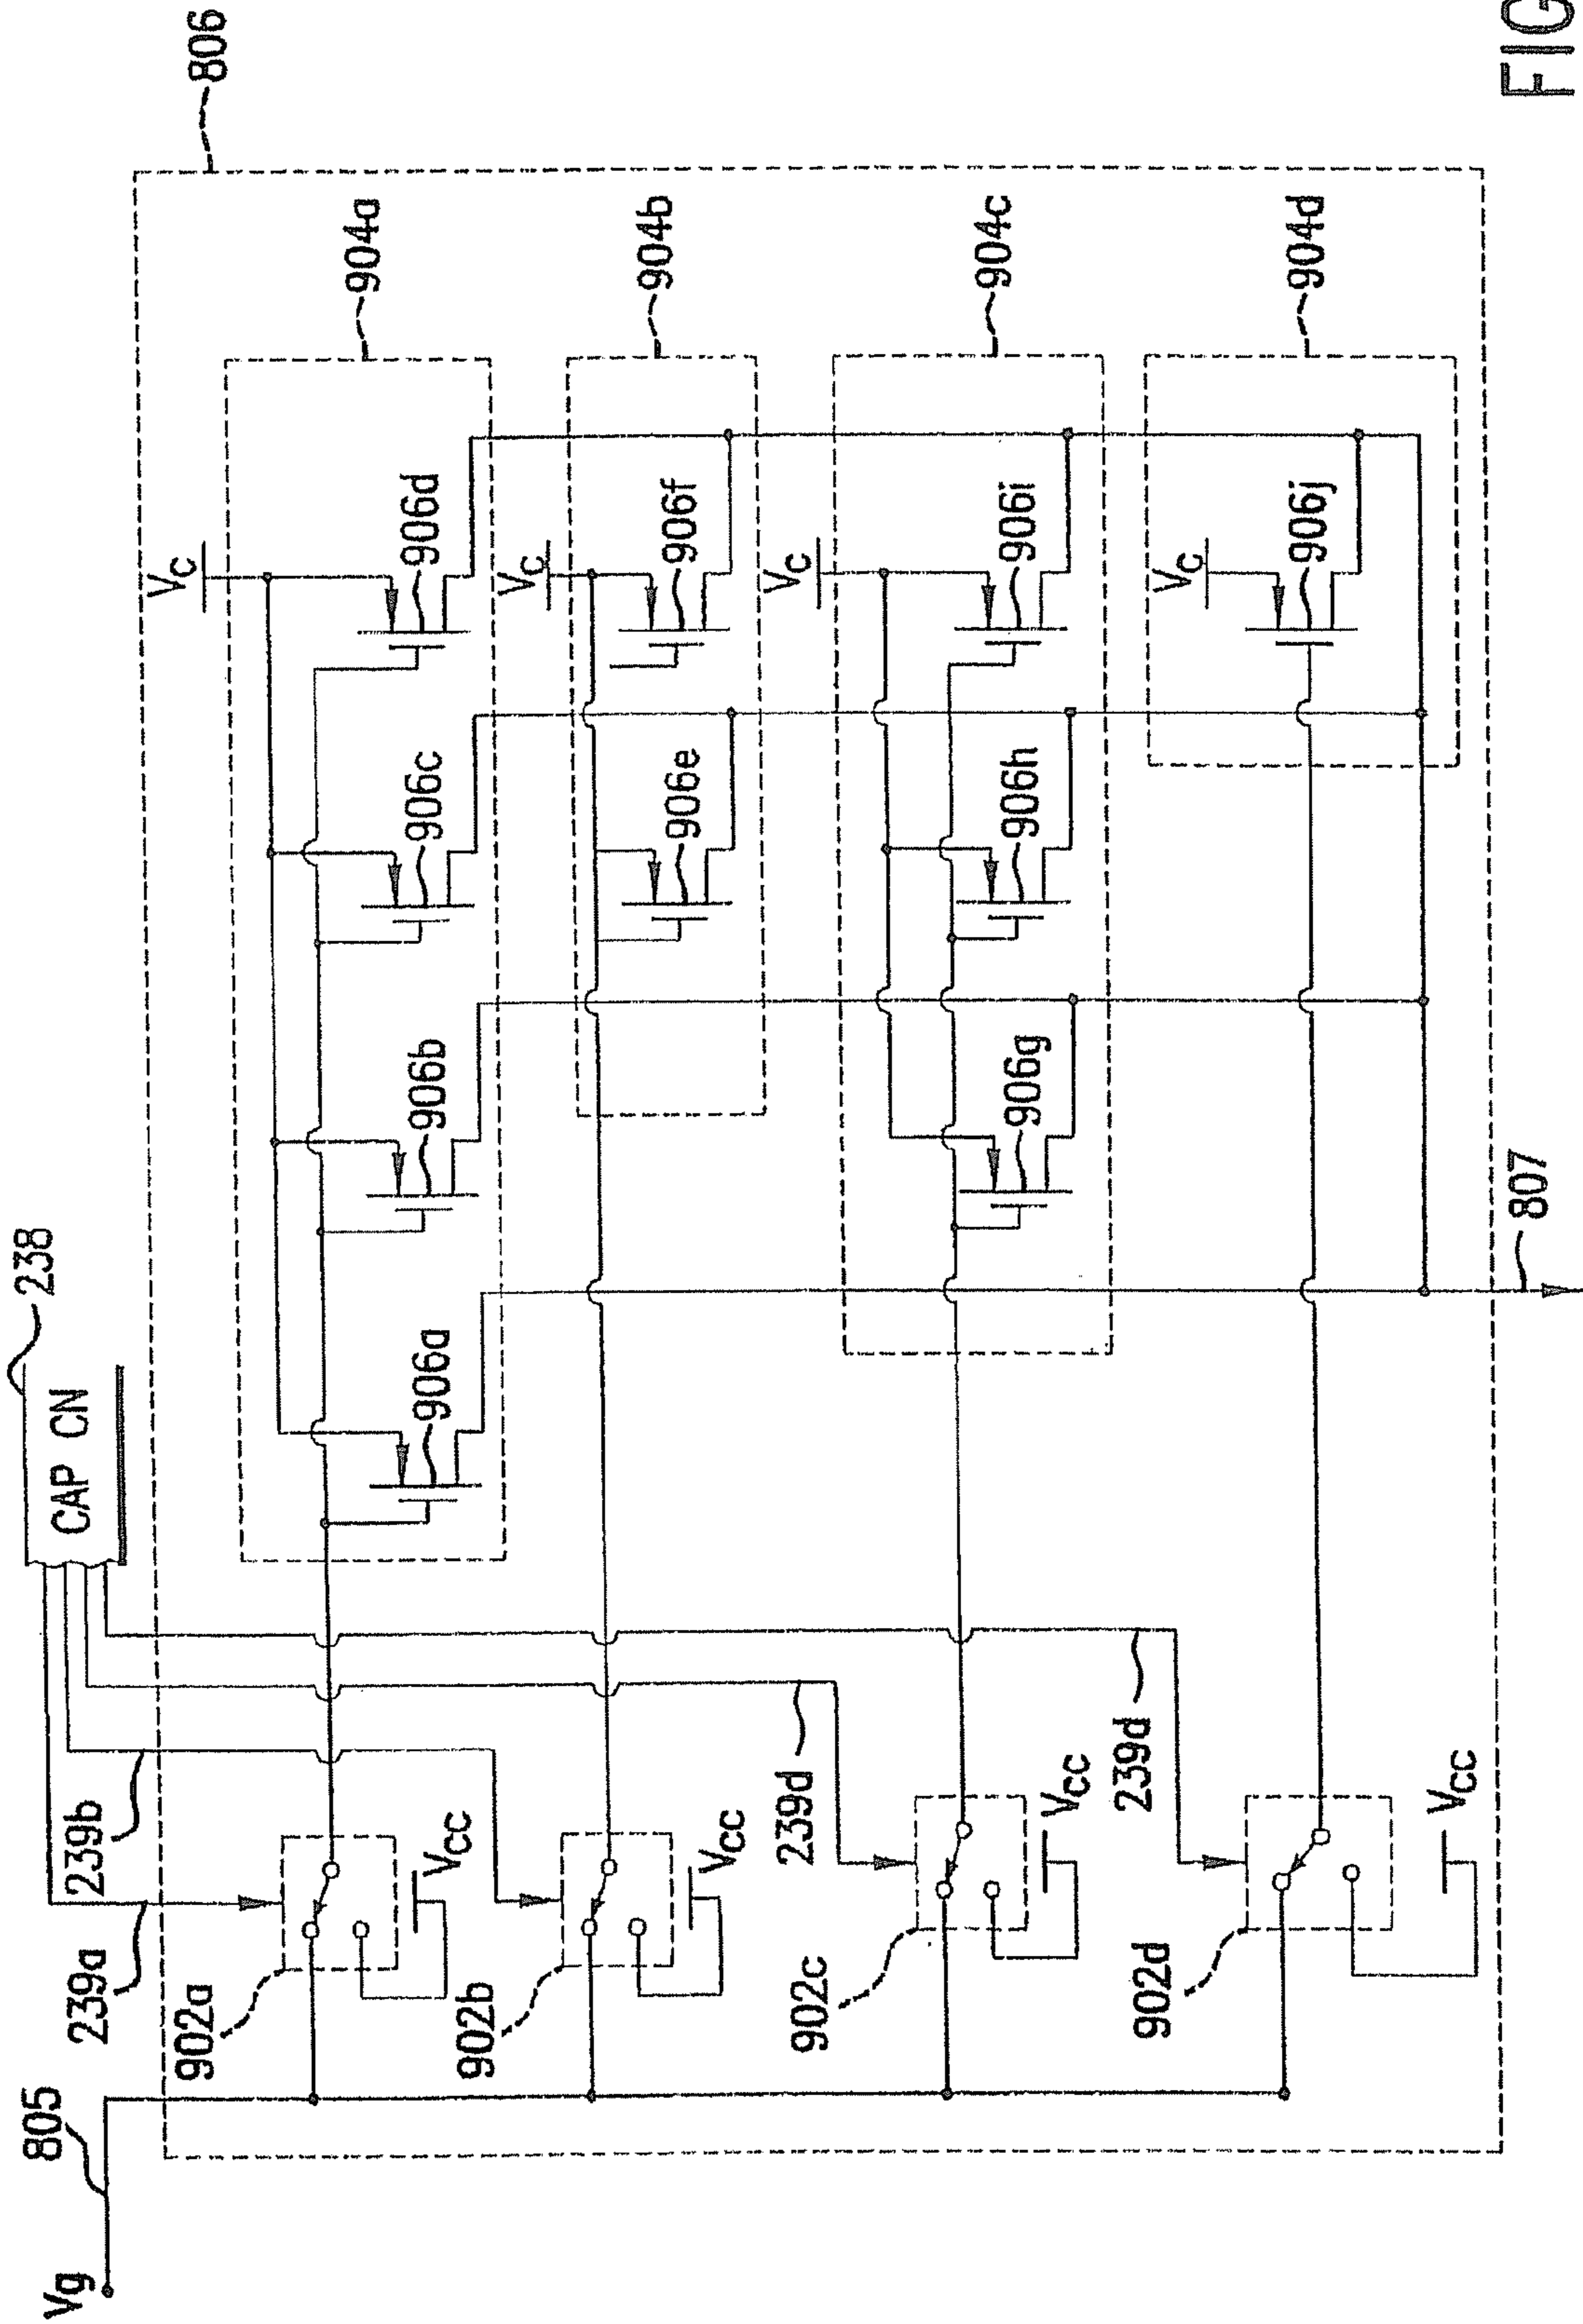 806
904a
904b
904c
904d
Vc
906d
Vc
906f
Vc
906i
Vc
906j
906c
906e
906h
906b
906g
906a
238
CAP CN
807
239a
239b
239d
239d
902a
Vcc
902b
Vcc
902c
Vcc
902d
Vcc
805
Vg
FIG